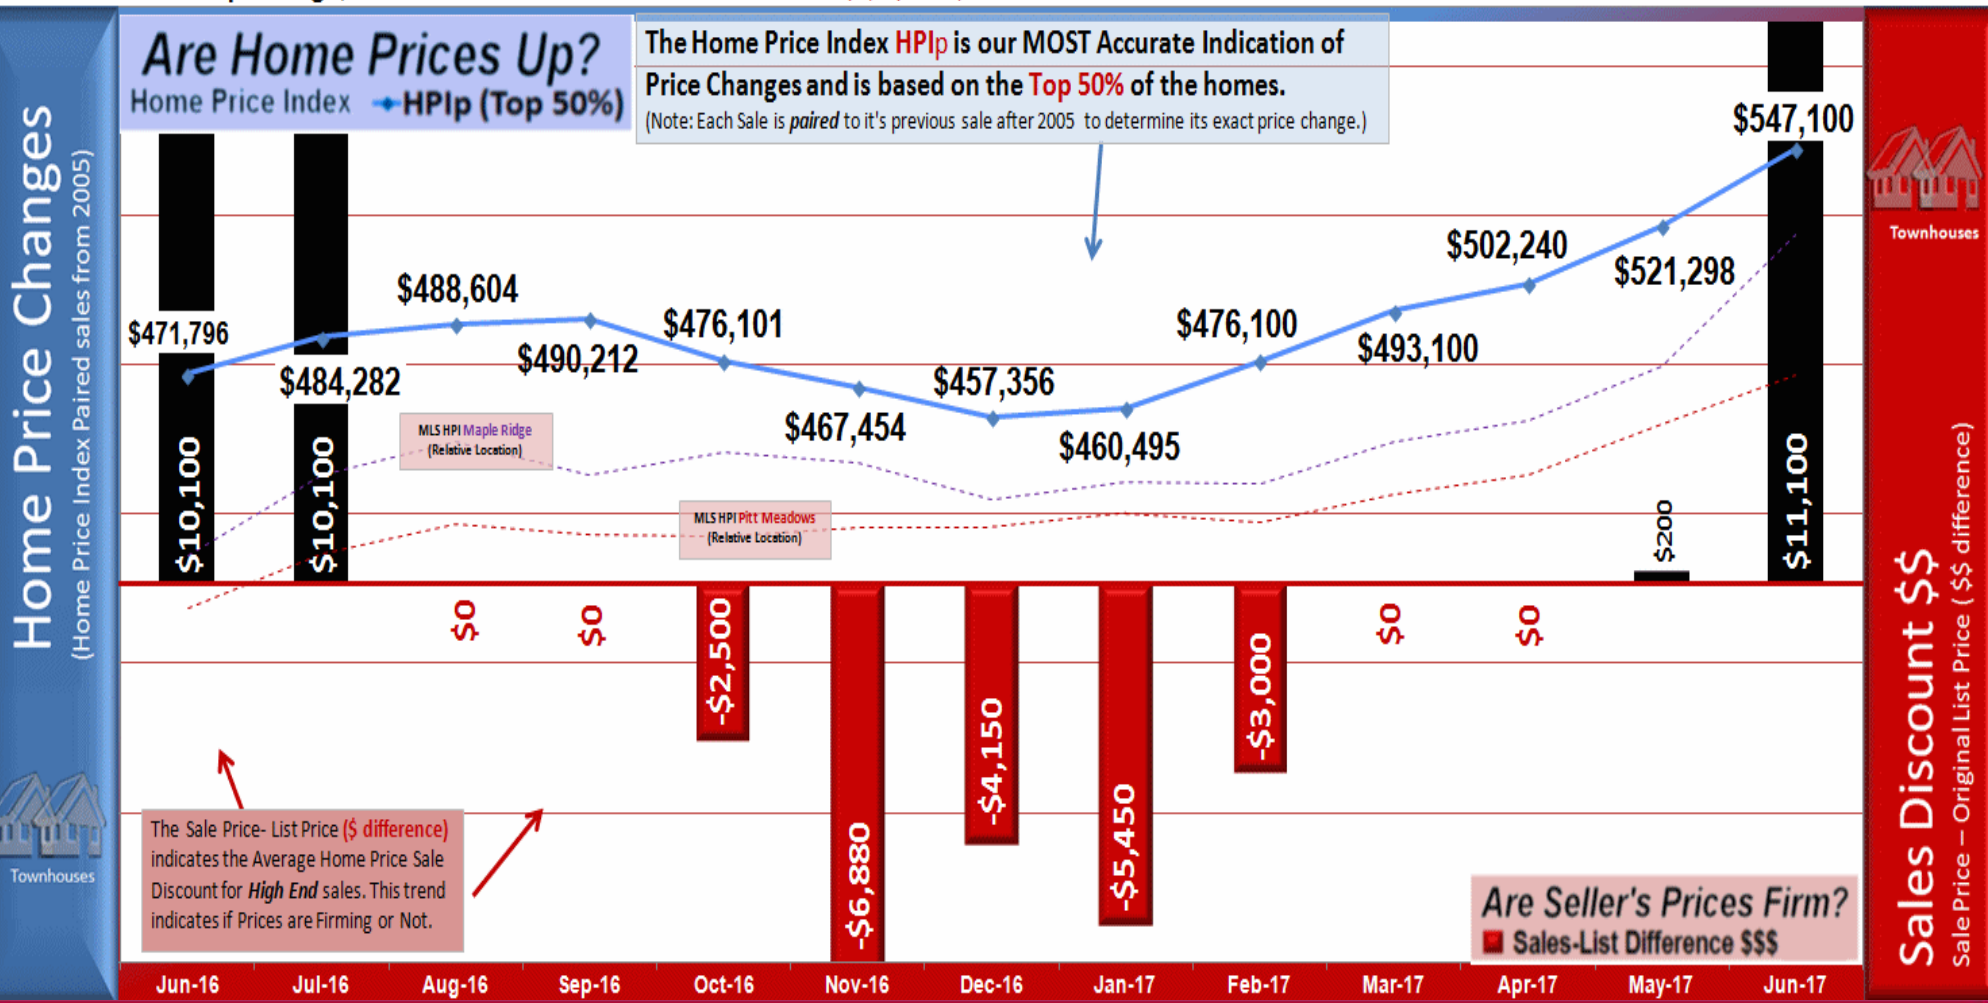 Home Price Changes
(Home Price Index Paired sales from 2005)
Townhouses
Are Home Prices Up?
Home Price Index HPIp (Top 50%)
The Home Price Index HPIp is our MOST Accurate Indication of
Price Changes and is based on the Top 50% of the homes.
(Note: Each Sale is paired to it's previous sale after 2005 to determine its exact price change.)
$471,796
$484,282
$488,604
$490,212
$476,101
$467,454
$457,356
$460,495
$476,100
$493,100
$502,240
$521,298
$547,100
MLS HPI Maple Ridge
(Relative Location)
MLS HPI Pitt Meadows
(Relative Location)
$10,100
$10,100
$0
$0
-$2,500
-$6,880
-$4,150
-$5,450
-$3,000
$0
$0
$200
$11,100
The Sale Price- List Price ($ difference)
indicates the Average Home Price Sale
Discount for High End sales. This trend
indicates if Prices are Firming or Not.
Are Seller's Prices Firm?
Sales-List Difference $$$
Jun-16 Jul-16 Aug-16 Sep-16 Oct-16 Nov-16 Dec-16 Jan-17 Feb-17 Mar-17 Apr-17 May-17 Jun-17
Townhouses
Sales Discount $$
Sale Price – Original List Price ( $$ difference)